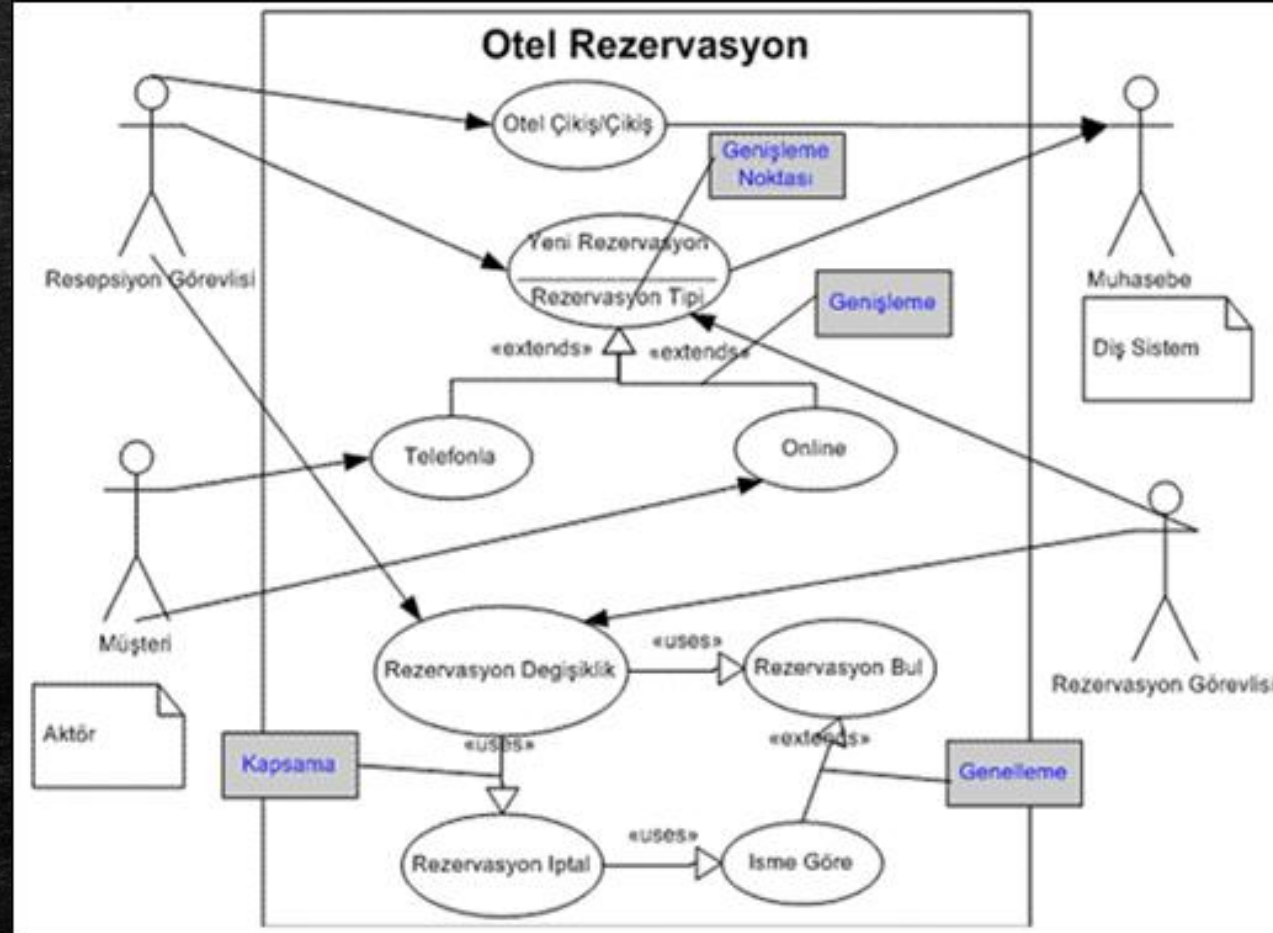 Otel Rezervasyon
Otel Çikiş/Çikiş
Genişleme
Noktası
Yeni Rezervasyon
Rezervasyon Tipi
Resepsiyon Görevlisi
Muhasebe
Genişleme
Diş Sistem
«extends»
«extends»
Telefonla
Online
Müşteri
Aktör
Rezervasyon Degişiklik
«uses»
Rezervasyon Bul
Rezervasyon Görevlisi
«uses»
«extends»
Kapsama
Genelleme
Rezervasyon Iptal
«uses»
Isme Göre